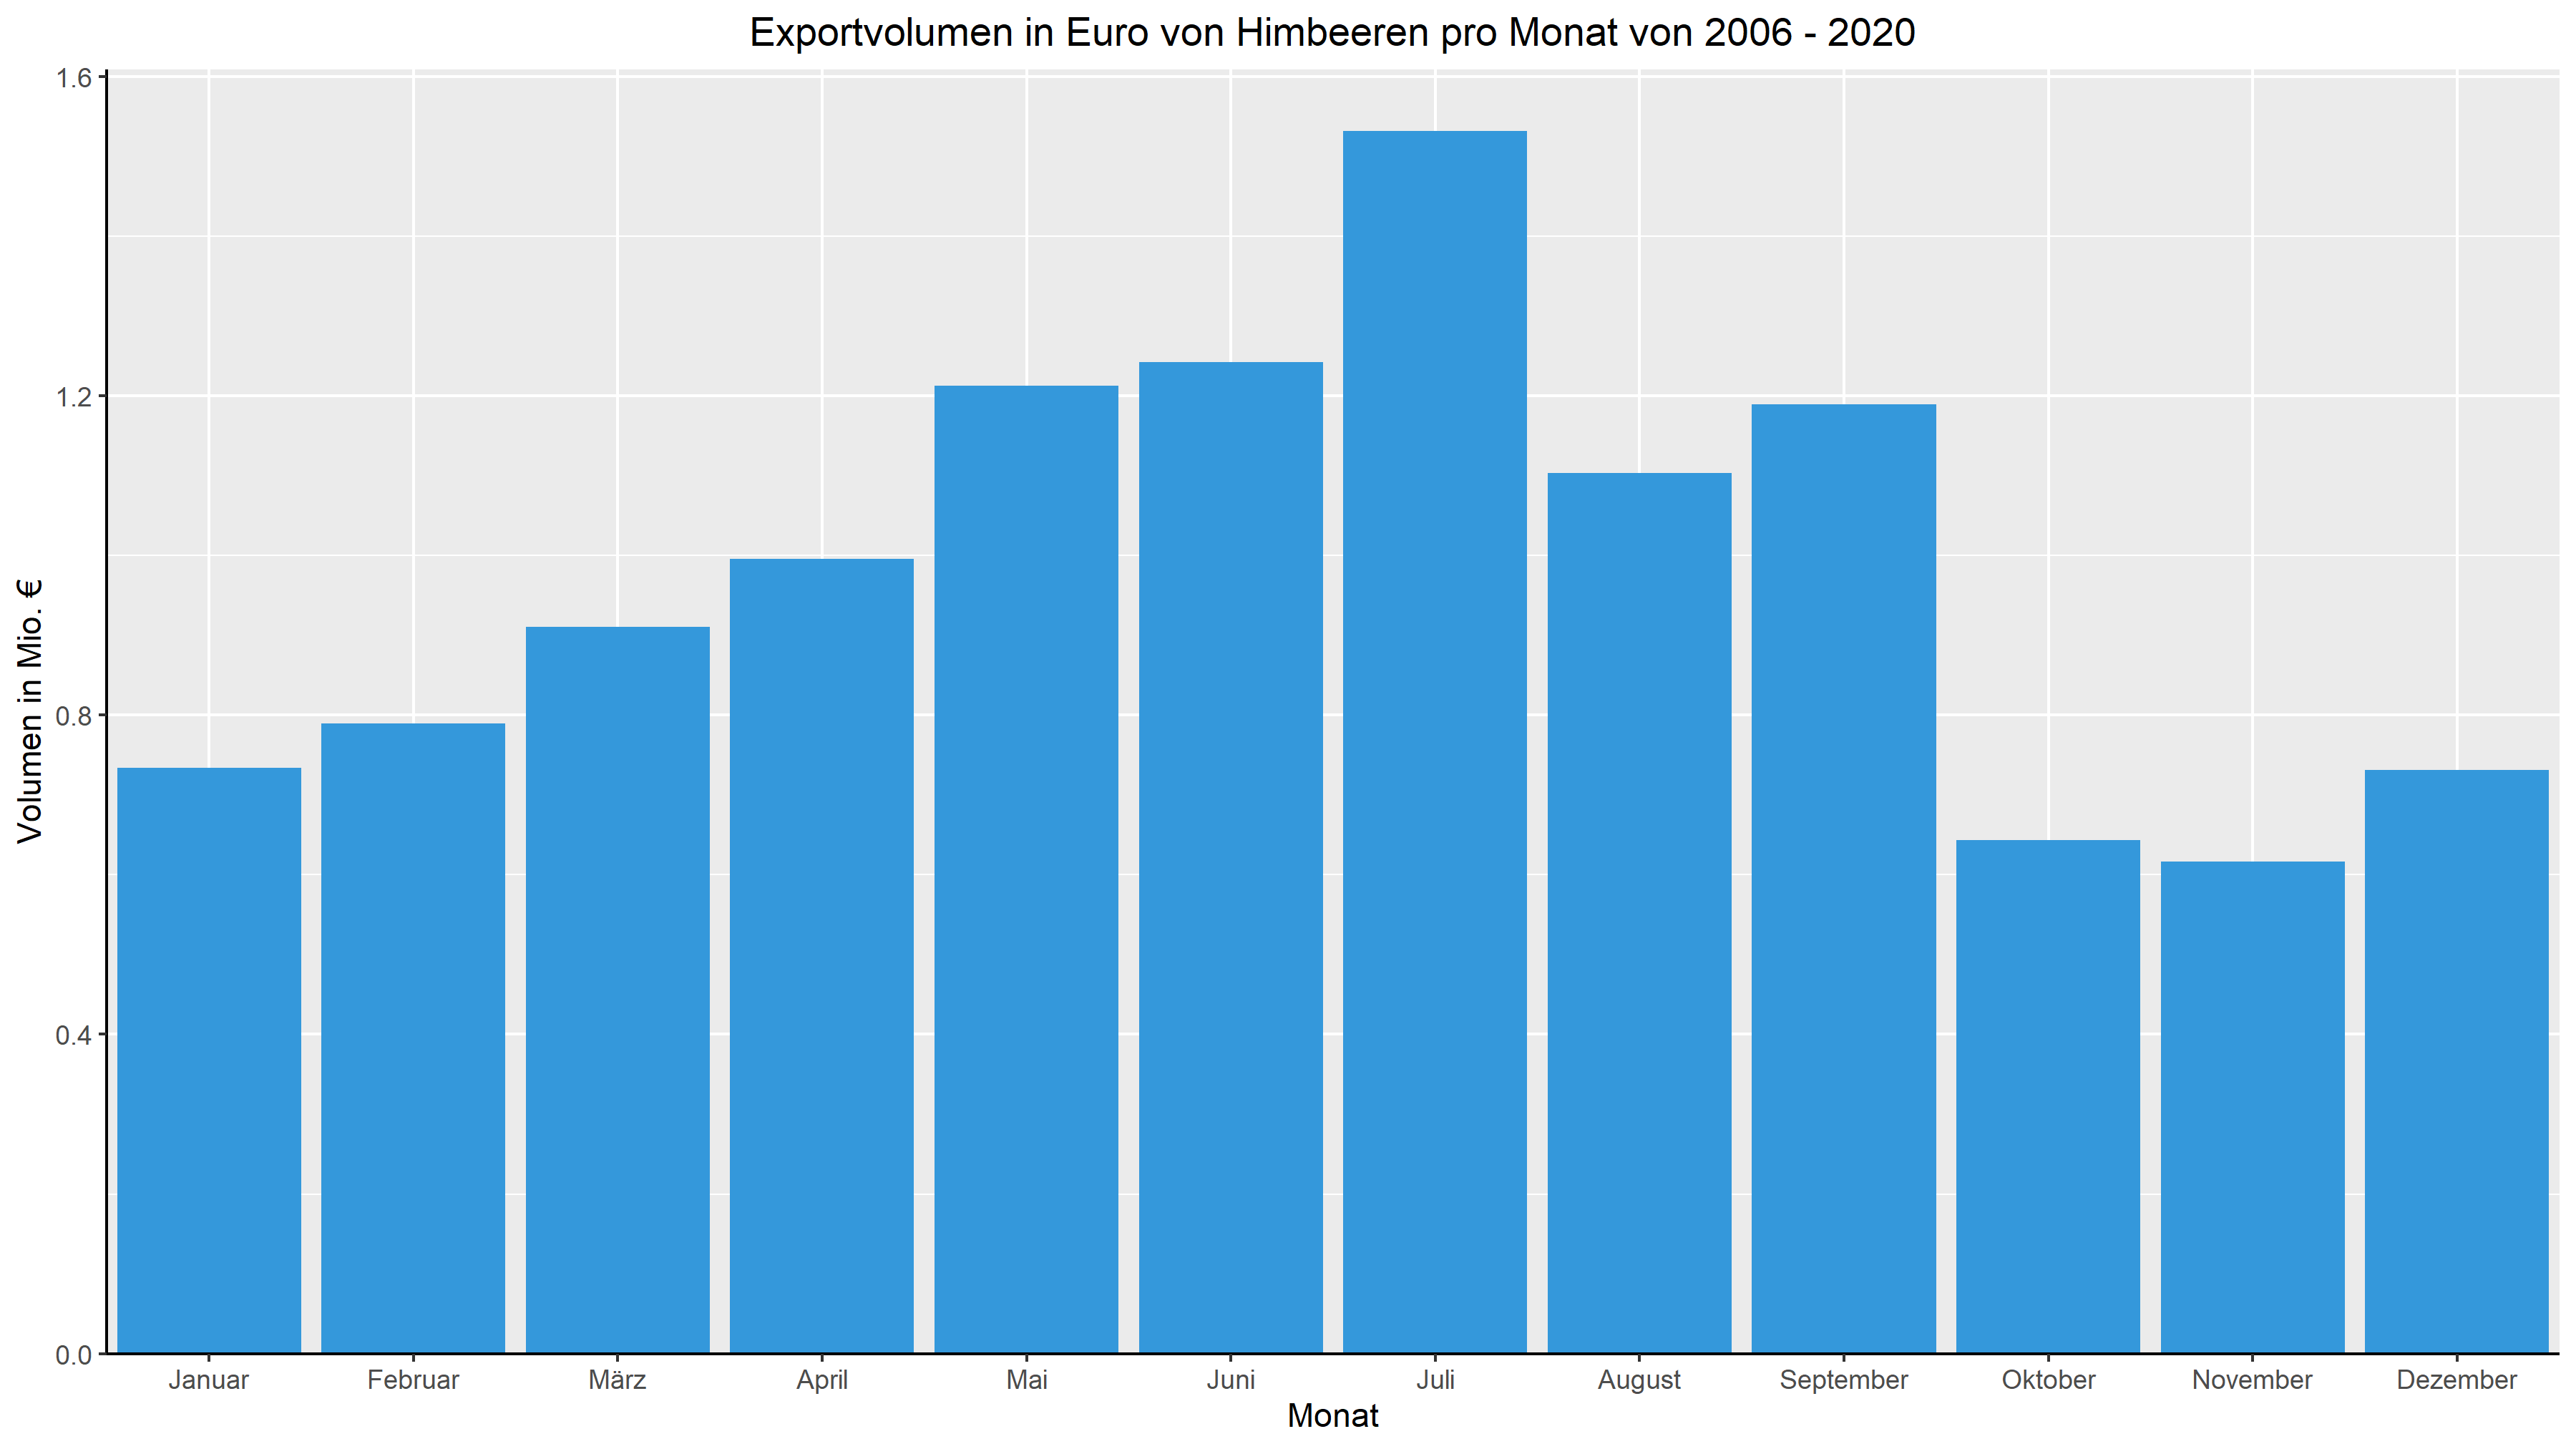 Exportvolumen in Euro von Himbeeren pro Monat von 2006 - 2020
Volumen in Mio. €
1.6
1.2
0.8
0.4
0.0
Januar Februar März April Mai Juni Juli August September Oktober November Dezember
Monat